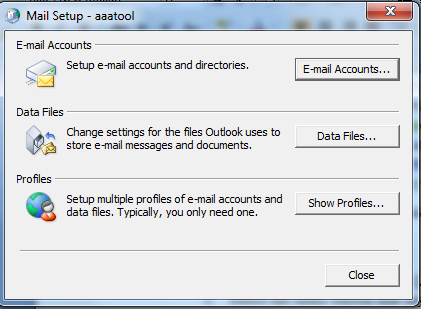 Mail Setup - aaatool
E-mail Accounts
Setup e-mail accounts and directories.
E-mail Accounts...
Data Files
Change settings for the files Outlook uses to
store e-mail messages and documents.
Data Files...
Profiles
Setup multiple profiles of e-mail accounts and
data files. Typically, you only need one.
Show Profiles...
Close